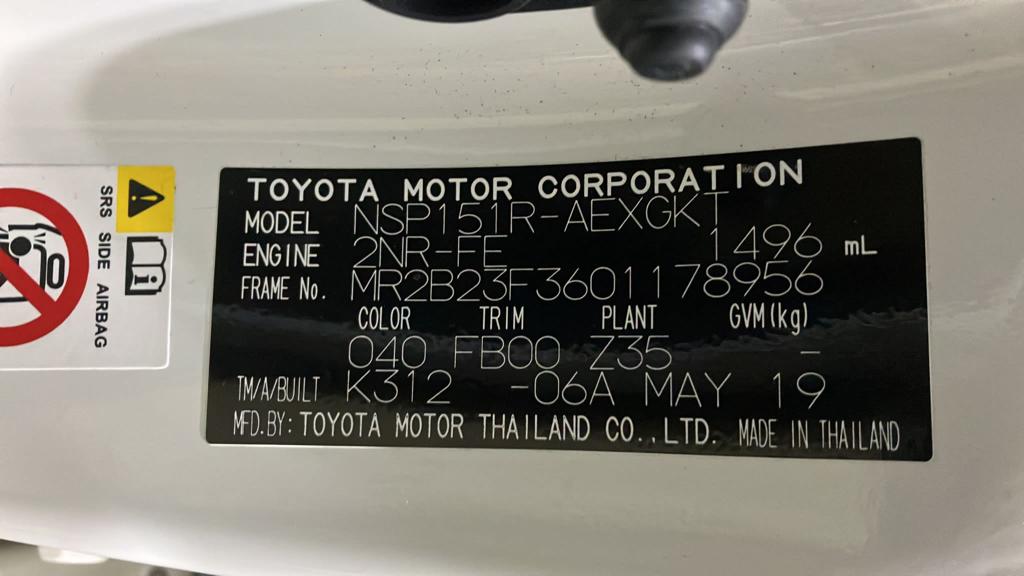 TOYOTA MOTOR CORPORATION
MODEL NSP151R-AEXGKT
ENGINE 2NR-FE 1496 mL
FRAME No. MR2B23F3601178956
COLOR TRIM PLANT GVM(kg)
040 FB00 Z35 -
TM/A/BUILT K312 -06A MAY 19
MFD.BY: TOYOTA MOTOR THAILAND CO.,LTD. MADE IN THAILAND
SRS SIDE AIRBAG